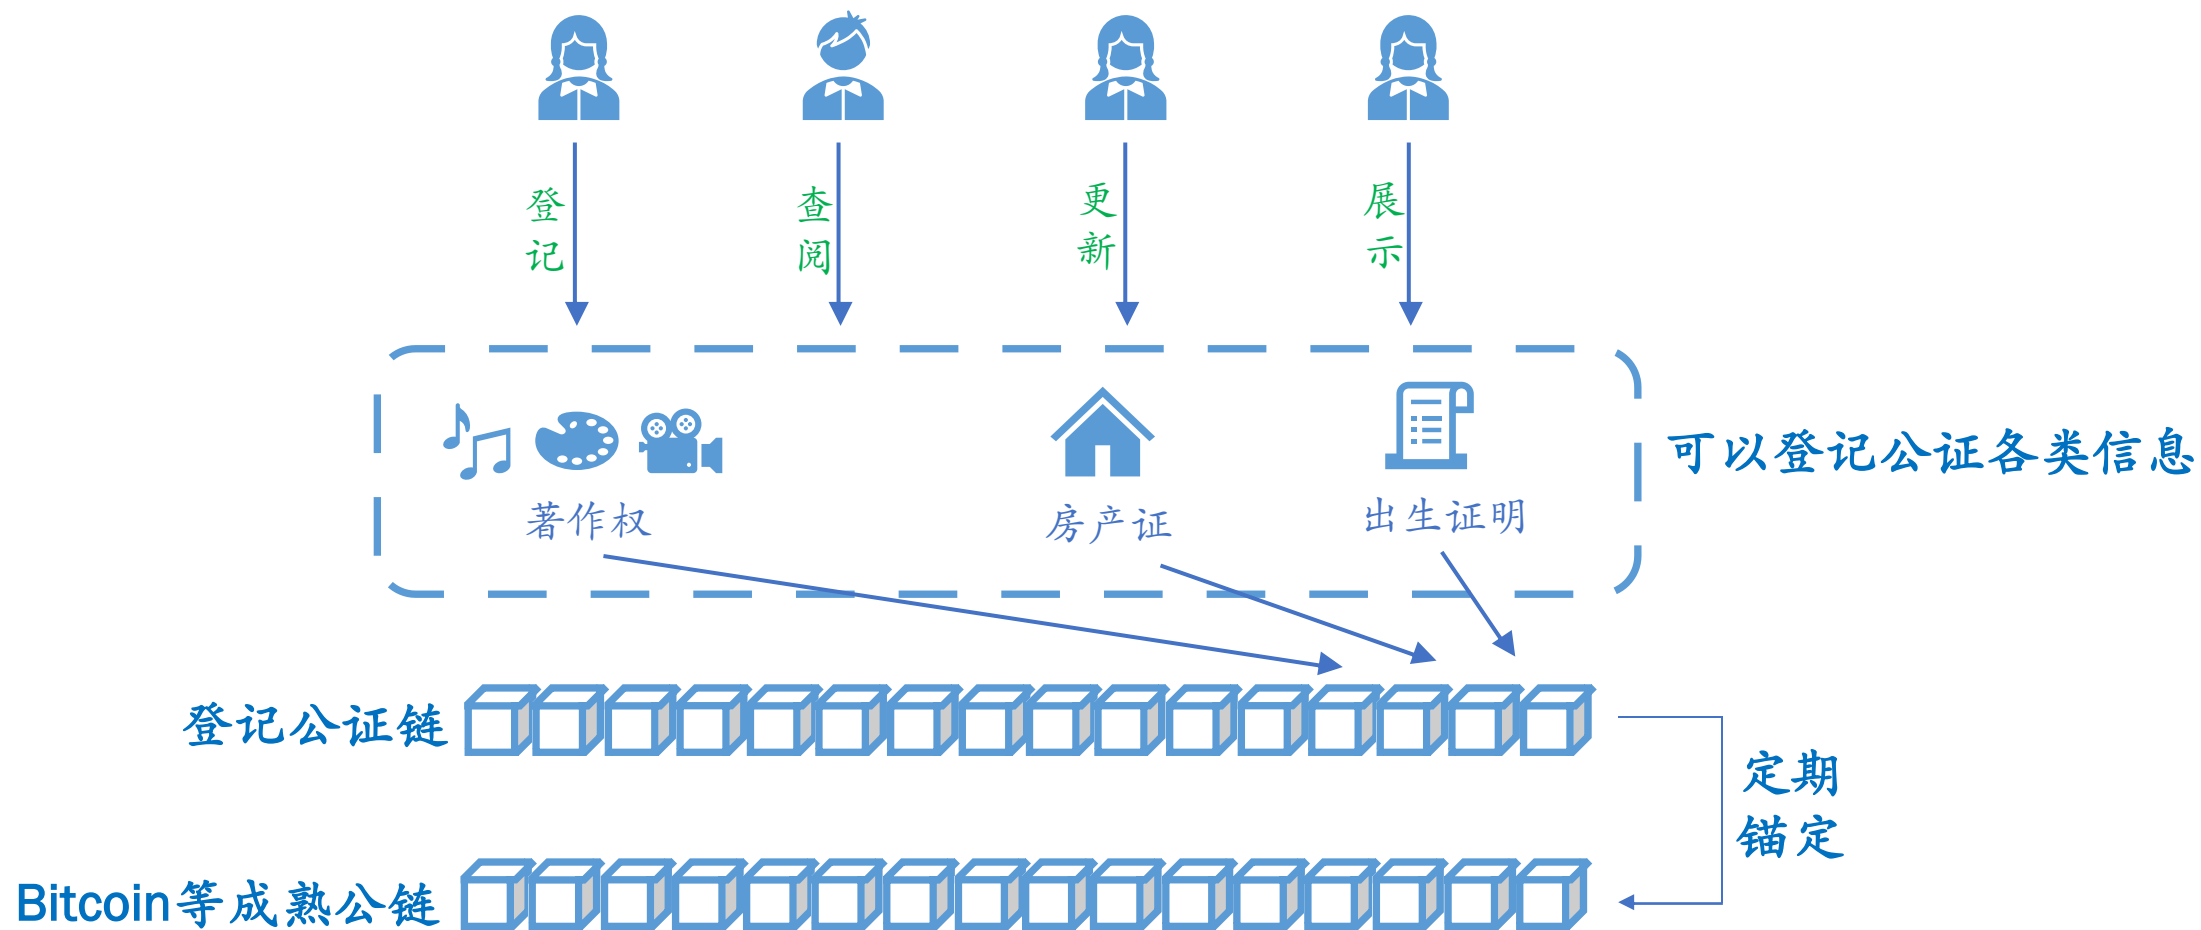 登记
查阅
更新
展示
著作权
房产证
出生证明
可以登记公证各类信息
登记公证链
定期
锚定
Bitcoin等成熟公链